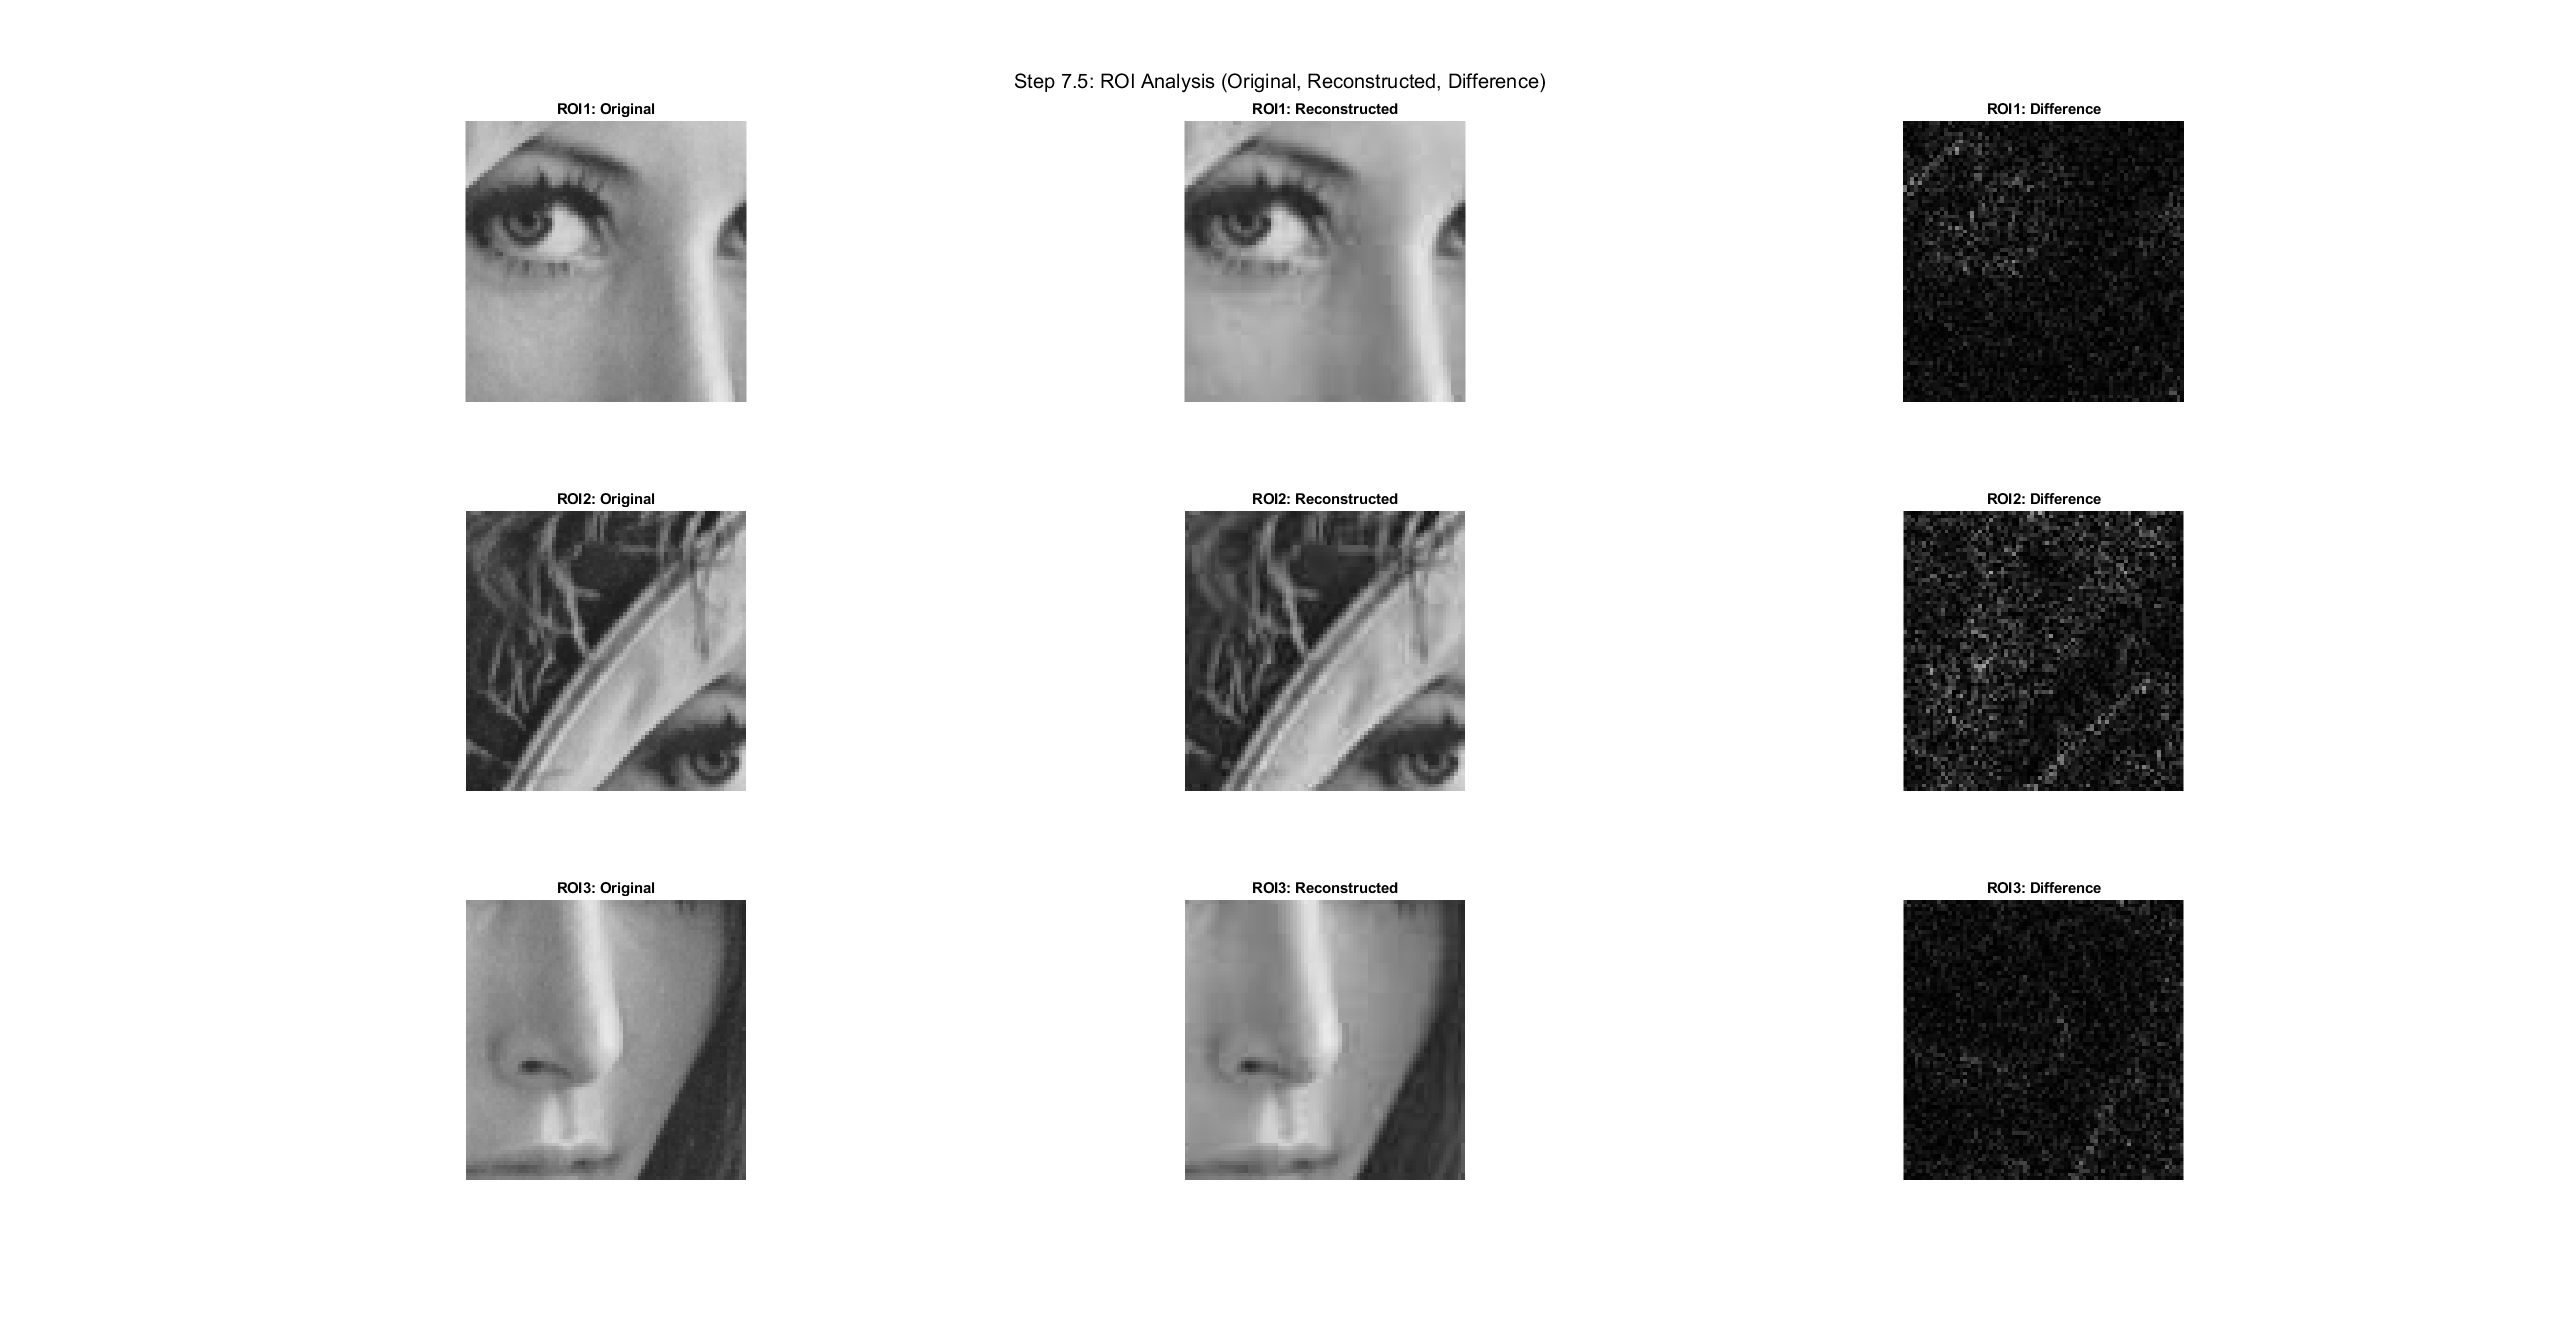 Step 7.5: ROI Analysis (Original, Reconstructed, Difference)
ROI1: Original
ROI1: Reconstructed
ROI1: Difference
ROI2: Original
ROI2: Reconstructed
ROI2: Difference
ROI3: Original
ROI3: Reconstructed
ROI3: Difference